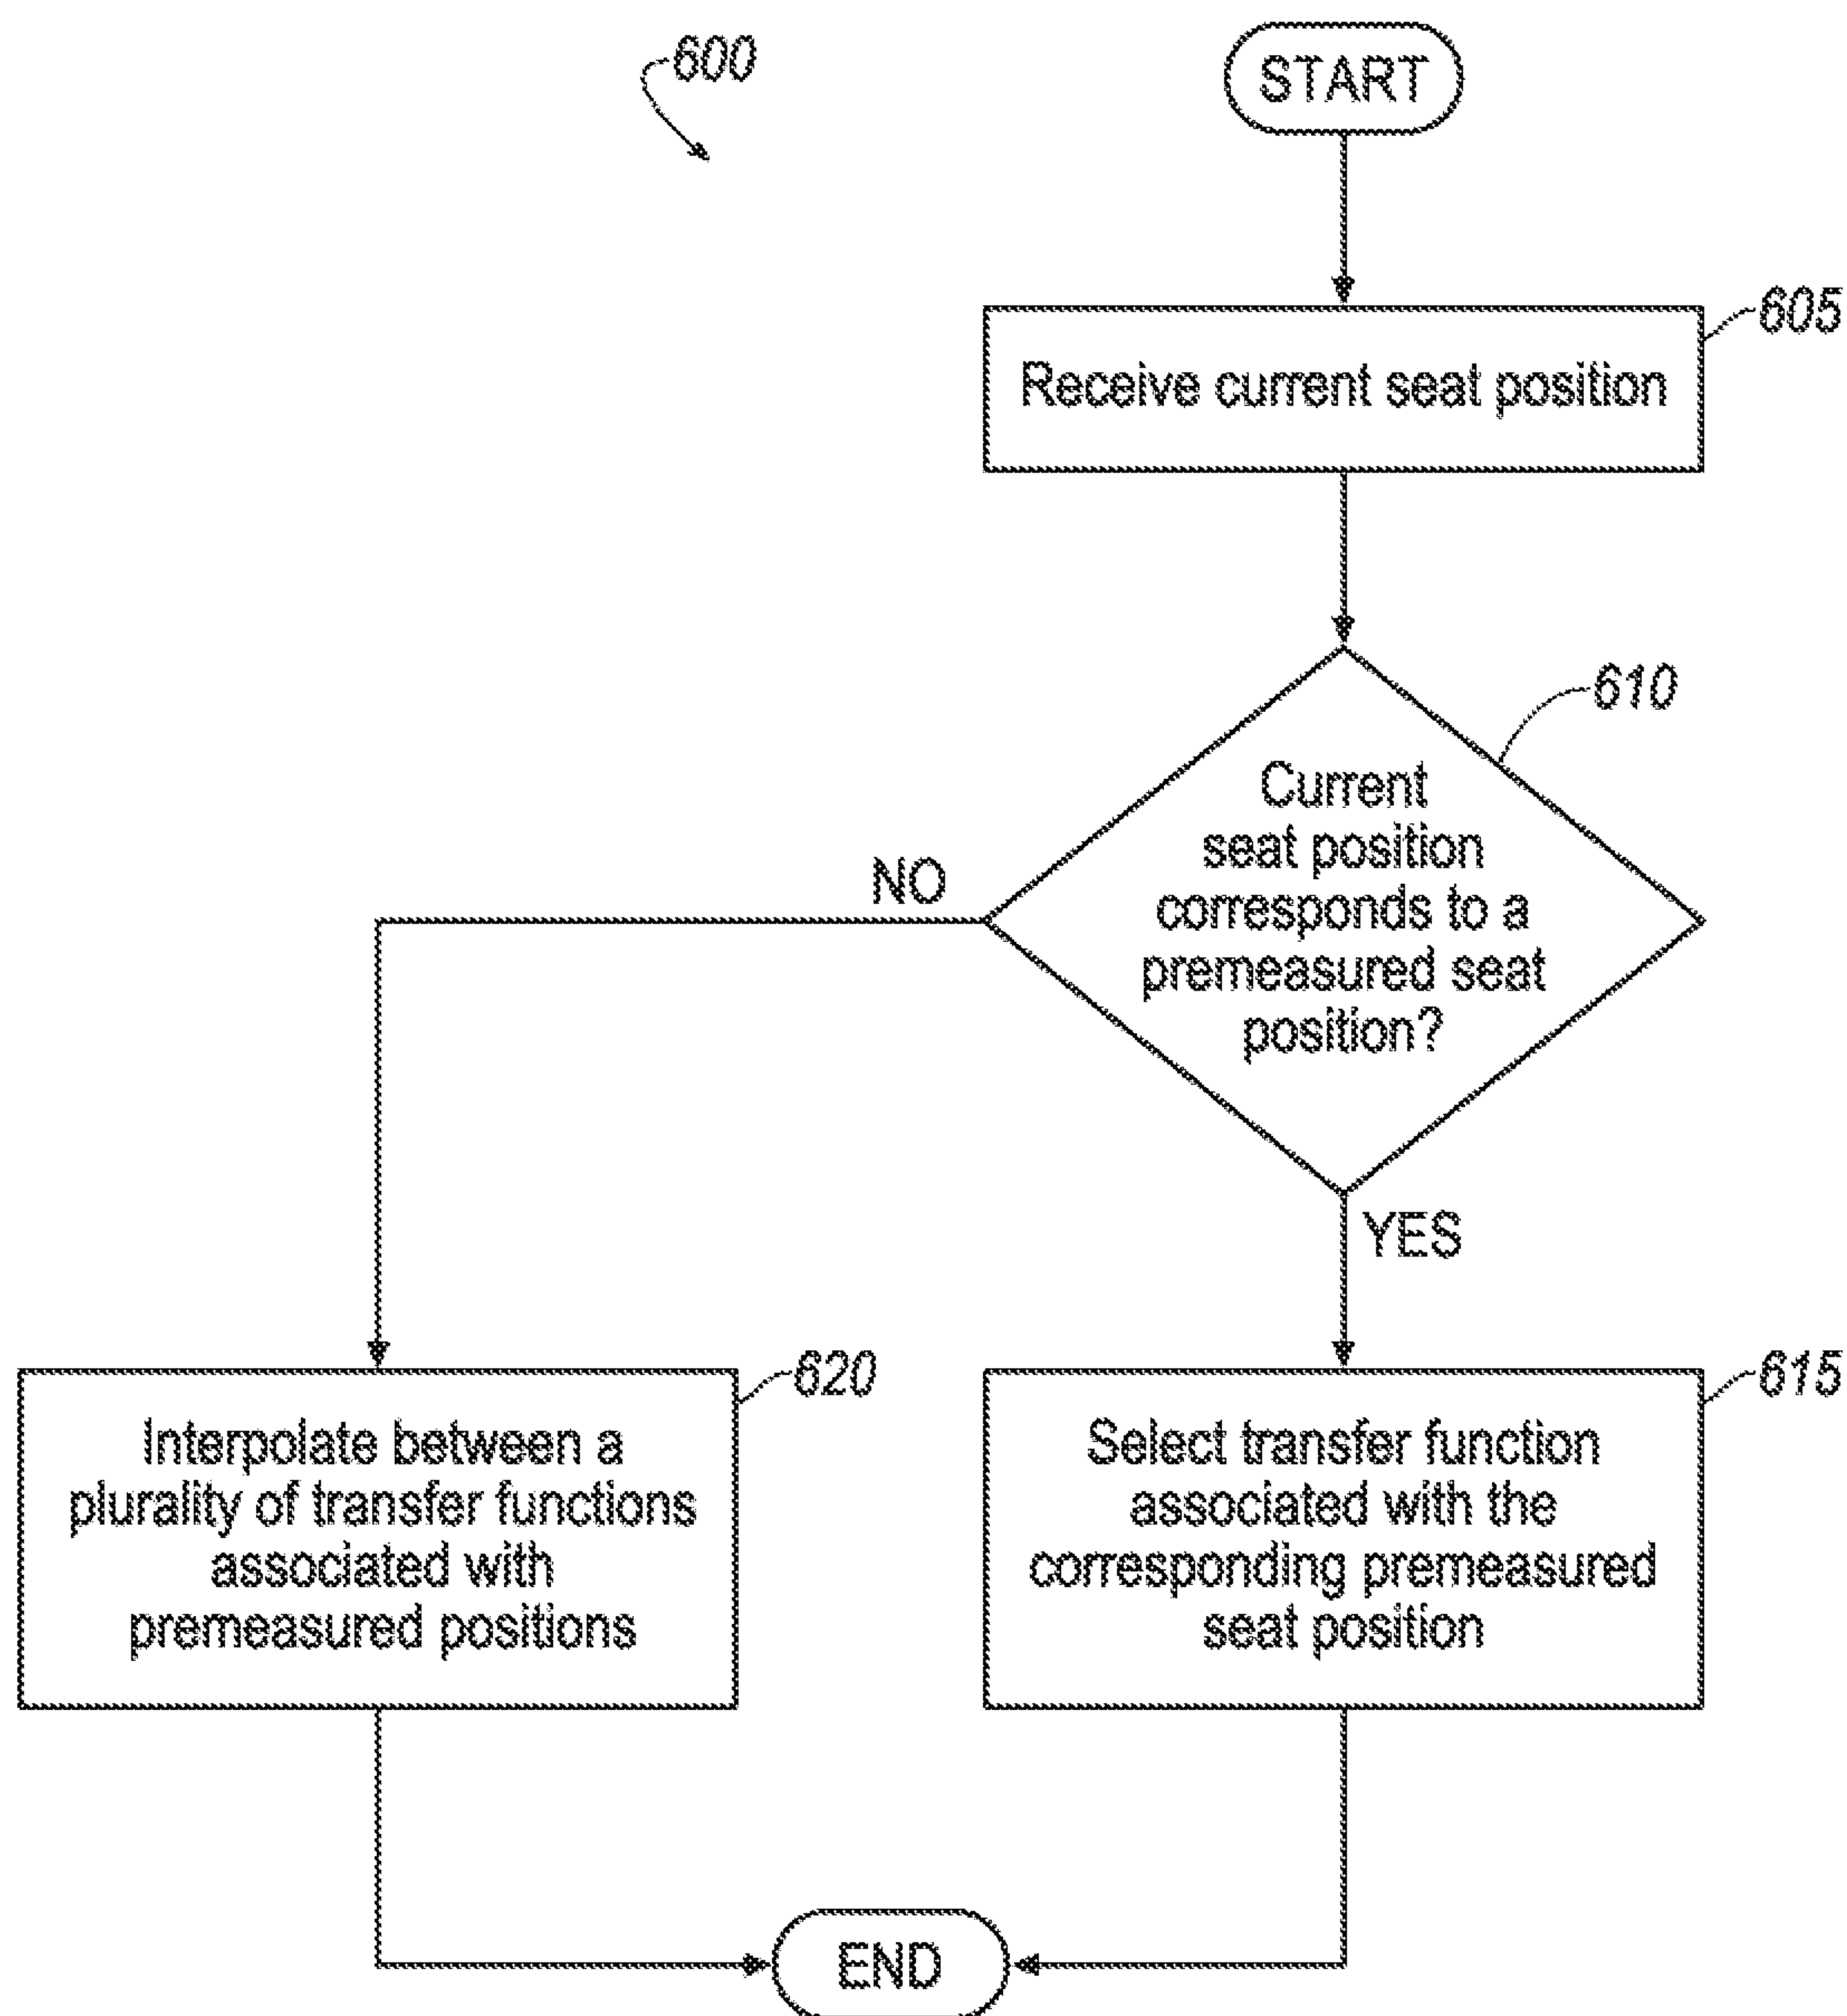 600
START
605
Receive current seat position
610
Current
seat position
corresponds to a
premeasured seat
position?
NO
YES
620
Interpolate between a
plurality of transfer functions
associated with
premeasured positions
615
Select transfer function
associated with the
corresponding premeasured
seat position
END